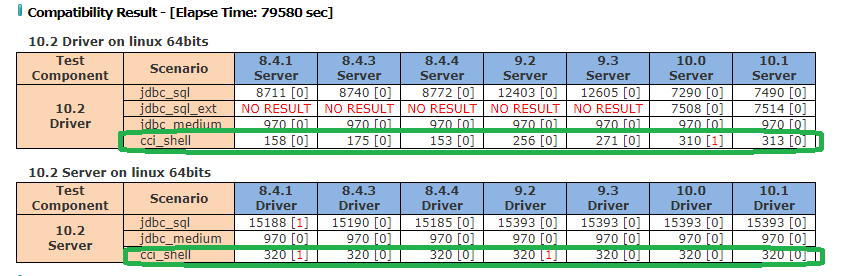 Compatibility Result - [Elapse Time: 79580 sec]
10.2 Driver on linux 64bits
Test Component Scenario 8.4.1 Server 8.4.3 Server 8.4.4 Server 9.2 Server 9.3 Server 10.0 Server 10.1 Server
10.2 Driver
jdbc_sql 8711 [0] 8740 [0] 8772 [0] 12403 [0] 12605 [0] 7290 [0] 7490 [0]
jdbc_sql_ext NO RESULT NO RESULT NO RESULT NO RESULT NO RESULT 7508 [0] 7514 [0]
jdbc_medium 970 [0] 970 [0] 970 [0] 970 [0] 970 [0] 970 [0] 970 [0]
cci_shell 158 [0] 175 [0] 153 [0] 256 [0] 271 [0] 310 [1] 313 [0]
10.2 Server on linux 64bits
Test Component Scenario 8.4.1 Driver 8.4.3 Driver 8.4.4 Driver 9.2 Driver 9.3 Driver 10.0 Driver 10.1 Driver
10.2 Server
jdbc_sql 15188 [1] 15190 [0] 15185 [0] 15393 [0] 15393 [0] 15393 [0] 15393 [0]
jdbc_medium 970 [0] 970 [0] 970 [0] 970 [0] 970 [0] 970 [0] 970 [0]
cci_shell 320 [1] 320 [0] 320 [0] 320 [1] 320 [0] 320 [0] 320 [0]